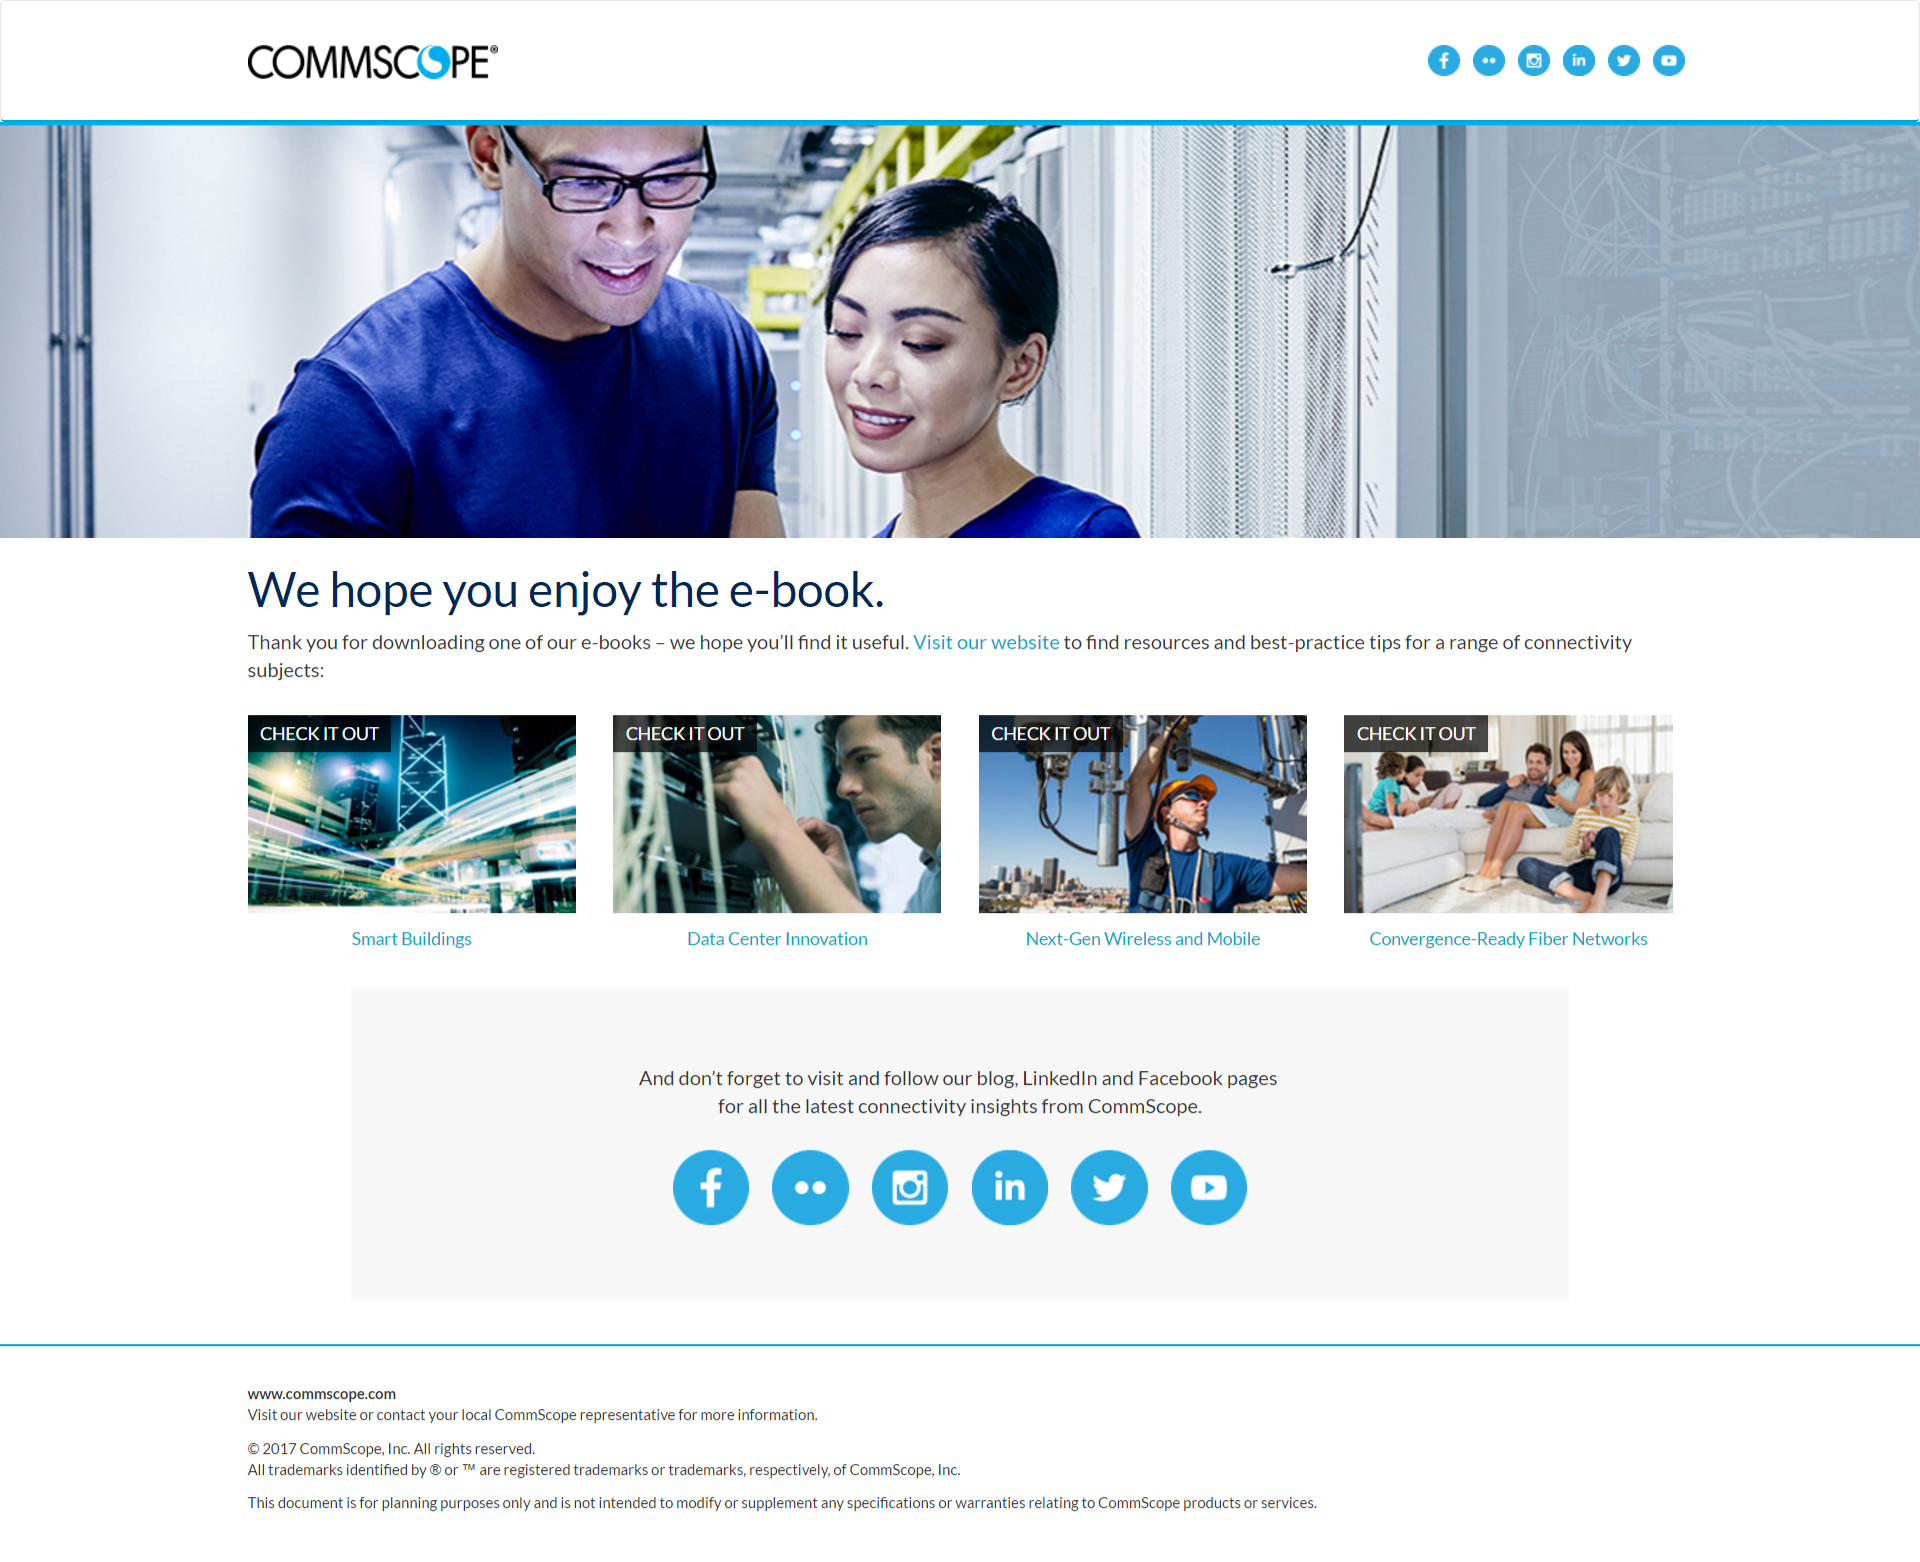 COMMSCOPE®
We hope you enjoy the e-book.
Thank you for downloading one of our e-books – we hope you’ll find it useful. Visit our website to find resources and best-practice tips for a range of connectivity
subjects:
CHECK IT OUT
CHECK IT OUT
CHECK IT OUT
CHECK IT OUT
Smart Buildings
Data Center Innovation
Next-Gen Wireless and Mobile
Convergence-Ready Fiber Networks
And don’t forget to visit and follow our blog, LinkedIn and Facebook pages
for all the latest connectivity insights from CommScope.
www.commscope.com
Visit our website or contact your local CommScope representative for more information.
© 2017 CommScope, Inc. All rights reserved.
All trademarks identified by ® or ™ are registered trademarks or trademarks, respectively, of CommScope, Inc.
This document is for planning purposes only and is not intended to modify or supplement any specifications or warranties relating to CommScope products or services.